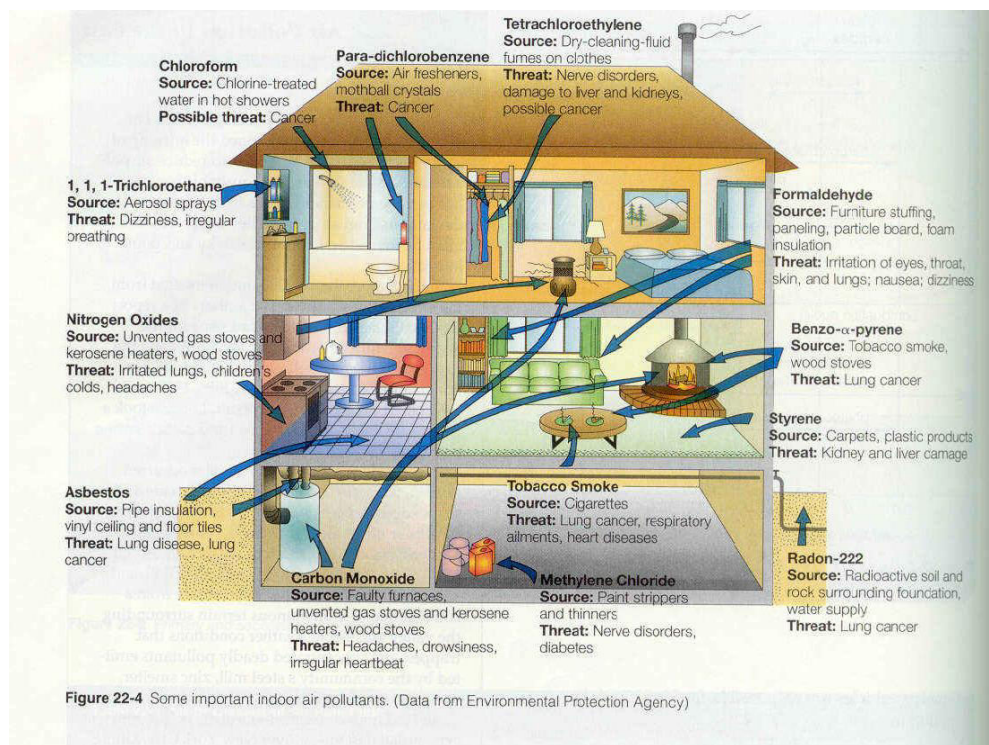 Tetrachloroethylene
Source: Dry-cleaning-fluid
fumes on clothes
Threat: Nerve disorders,
damage to liver and kidneys,
possible cancer
Para-dichlorobenzene
Source: Air fresheners,
mothball crystals
Threat: Cancer
Chloroform
Source: Chlorine-treated
water in hot showers
Possible threat: Cancer
1, 1, 1-Trichloroethane
Source: Aerosol sprays
Threat: Dizziness, irregular
breathing
Formaldehyde
Source: Furniture stuffing,
paneling, particle board, foam
insulation
Threat: Irritation of eyes, throat,
skin, and lungs; nausea; dizziness
Nitrogen Oxides
Source: Unvented gas stoves and
kerosene heaters, wood stoves
Threat: Irritated lungs, children's
colds, headaches
Benzo-α-pyrene
Source: Tobacco smoke,
wood stoves
Threat: Lung cancer
Styrene
Source: Carpets, plastic products
Threat: Kidney and liver damage
Asbestos
Source: Pipe insulation,
vinyl ceiling and floor tiles
Threat: Lung disease, lung
cancer
Tobacco Smoke
Source: Cigarettes
Threat: Lung cancer, respiratory
ailments, heart diseases
Carbon Monoxide
Source: Faulty furnaces,
unvented gas stoves and kerosene
heaters, wood stoves
Threat: Headaches, drowsiness,
irregular heartbeat
Methylene Chloride
Source: Paint strippers
and thinners
Threat: Nerve disorders,
diabetes
Radon-222
Source: Radioactive soil and
rock surrounding foundation,
water supply
Threat: Lung cancer
Figure 22-4 Some important indoor air pollutants. (Data from Environmental Protection Agency)